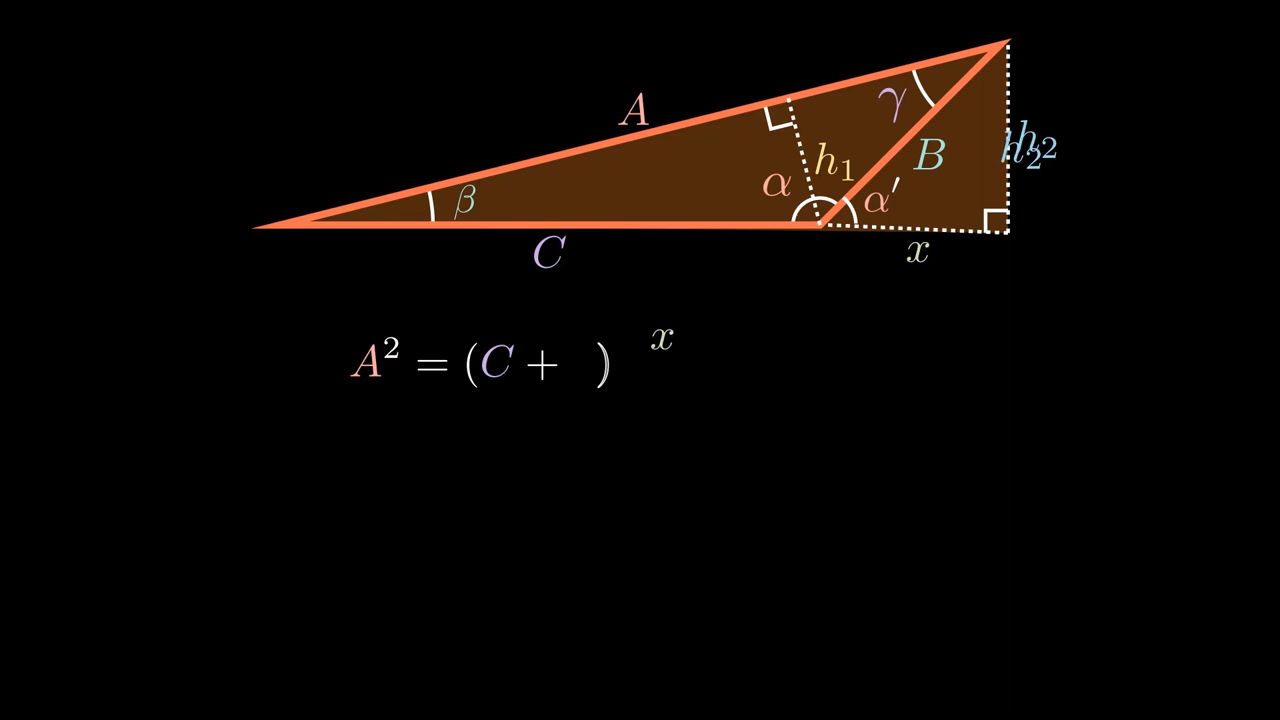 A
γ
h₂
B
h₁
α
α′
β
C
x
A² = (C + ) x